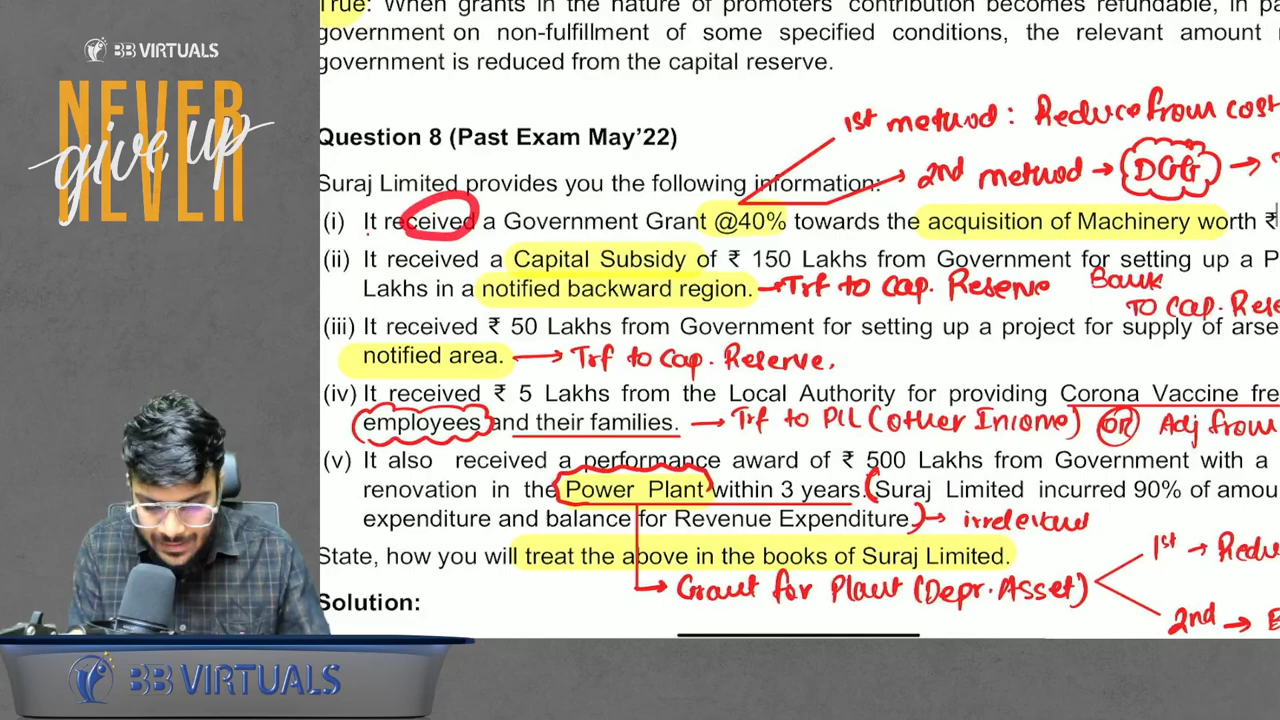 BB VIRTUALS
NEVER
give up
NEVER
True: When grants in the nature of promoters' contribution becomes refundable, in
government on non-fulfillment of some specified conditions, the relevant amount
government is reduced from the capital reserve.
1st method: Reduce from cost
Question 8 (Past Exam May'22)
2nd method → DGG →
Suraj Limited provides you the following information:
(i) It received a Government Grant @40% towards the acquisition of Machinery worth ₹
(ii) It received a Capital Subsidy of ₹ 150 Lakhs from Government for setting up a
Lakhs in a notified backward region. → Trf to Cap. Reserve Bank
To Cap.
(iii) It received ₹ 50 Lakhs from Government for setting up a project for supply of
notified area. → Trf to Cap. Reserve.
(iv) It received ₹ 5 Lakhs from the Local Authority for providing Corona Vaccine
employees and their families. → Trf to P/L (other Income) OR Adj from
(v) It also received a performance award of ₹ 500 Lakhs from Government with a
renovation in the Power Plant within 3 years. Suraj Limited incurred 90% of
expenditure and balance for Revenue Expenditure. → irrelevant
State, how you will treat the above in the books of Suraj Limited.
1st →
Grant for Plant (Depr. Asset)
Solution:
2nd →
BB VIRTUALS